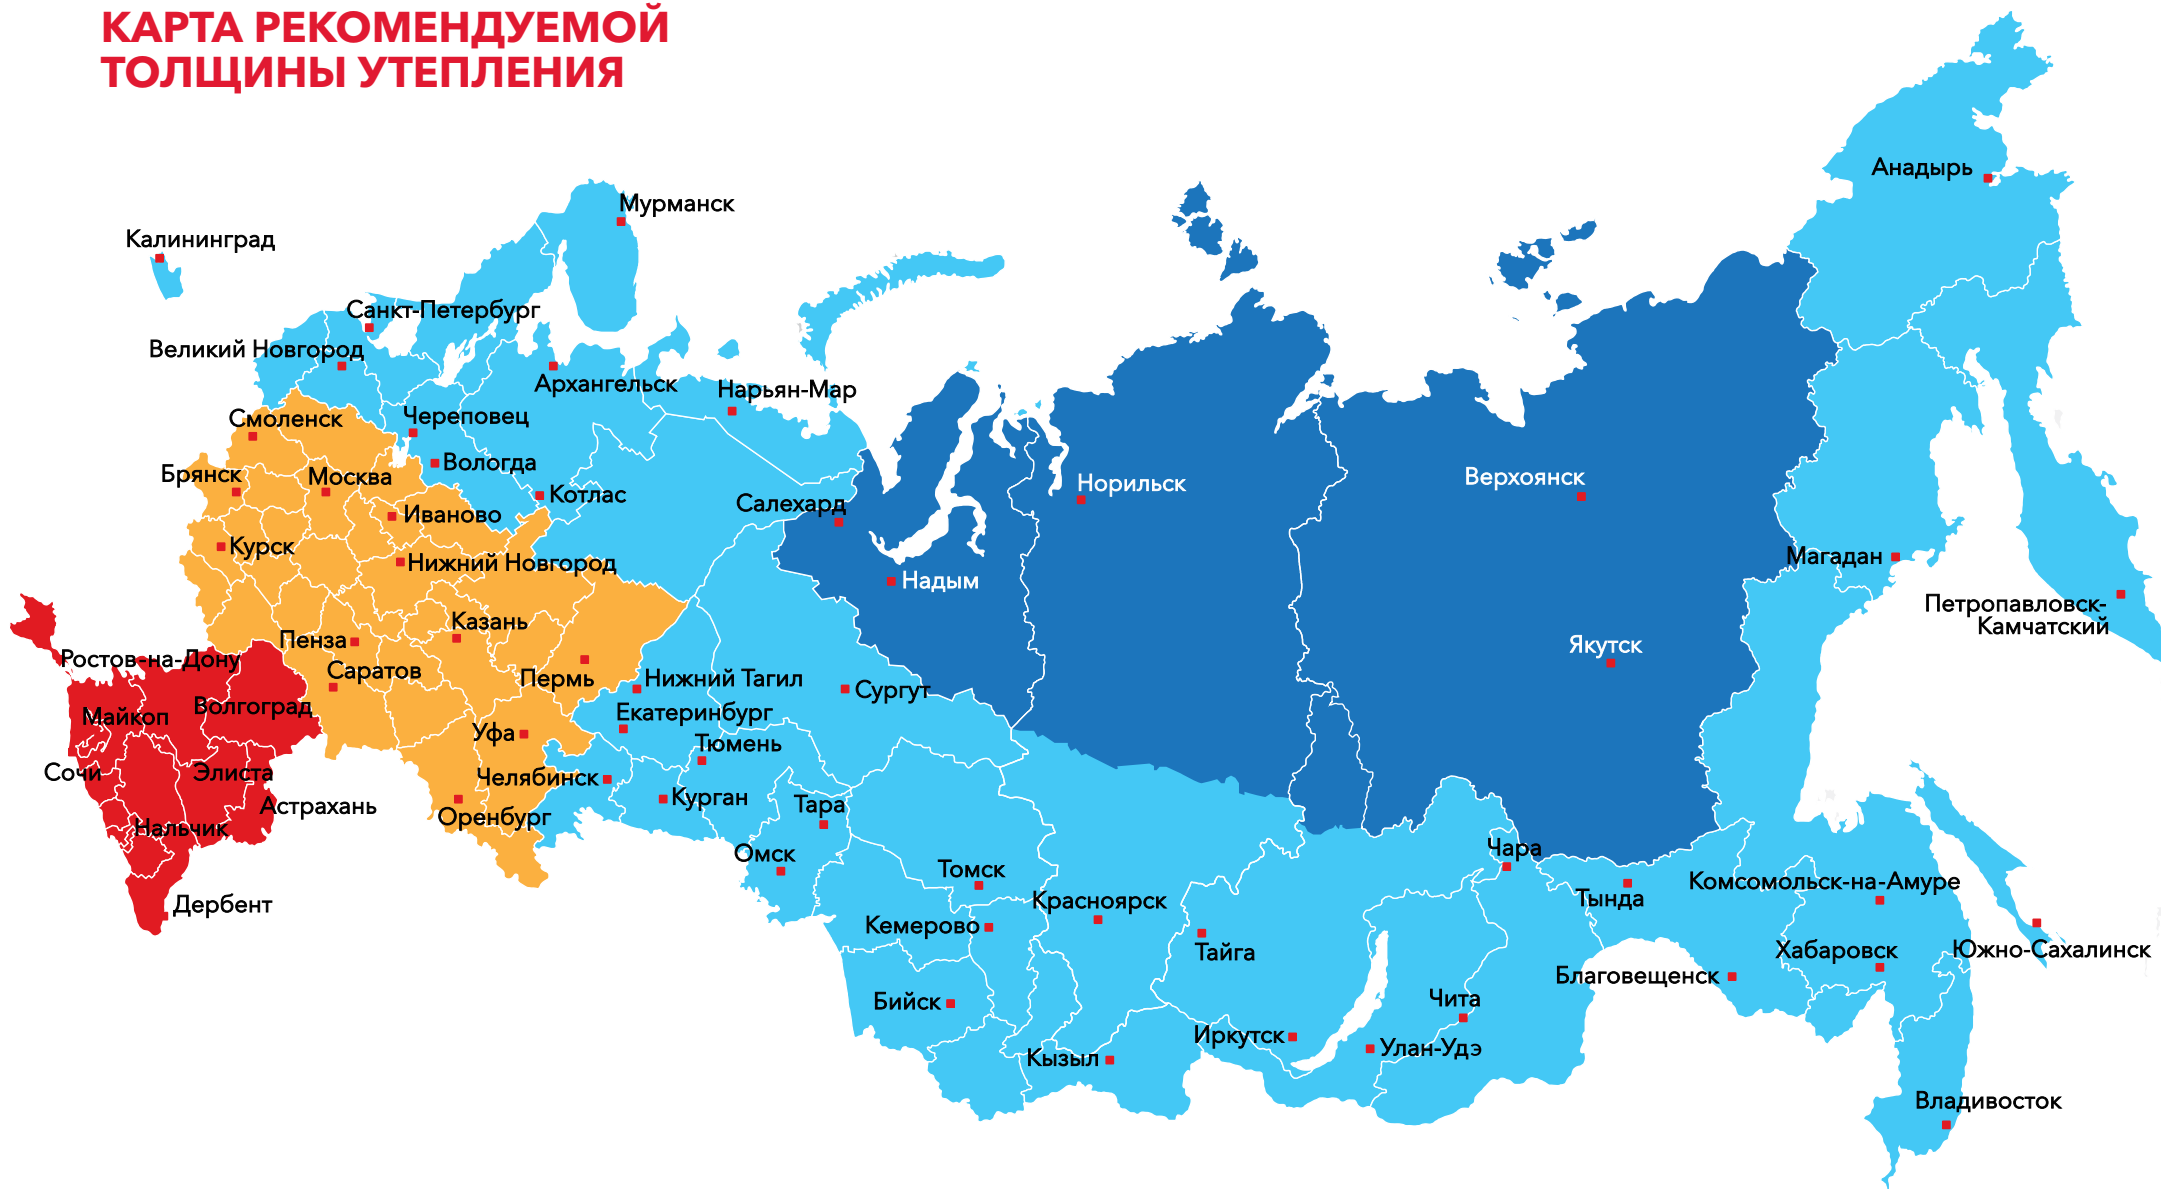 КАРТА РЕКОМЕНДУЕМОЙ
ТОЛЩИНЫ УТЕПЛЕНИЯ
Анадырь
Мурманск
Калининград
Санкт-Петербург
Великий Новгород
Архангельск
Нарьян-Мар
Смоленск
Череповец
Вологда
Брянск
Москва
Котлас
Салехард
Норильск
Верхоянск
Иваново
Курск
Нижний Новгород
Магадан
Надым
Петропавловск-
Камчатский
Казань
Пенза
Якутск
Ростов-на-Дону
Саратов
Пермь
Нижний Тагил
Сургут
Волгоград
Майкоп
Екатеринбург
Уфа
Тюмень
Сочи
Элиста
Челябинск
Курган
Тара
Астрахань
Оренбург
Нальчик
Омск
Чара
Томск
Комсомольск-на-Амуре
Тында
Красноярск
Дербент
Кемерово
Тайга
Хабаровск
Южно-Сахалинск
Благовещенск
Бийск
Чита
Иркутск
Улан-Удэ
Кызыл
Владивосток